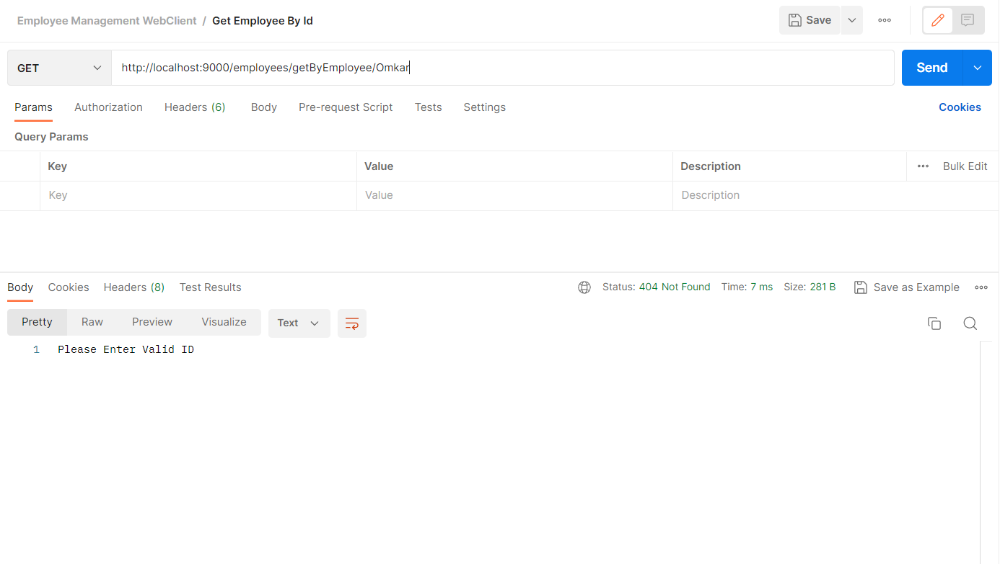 Employee Management WebClient / Get Employee By Id
Save
GET
http://localhost:9000/employees/getByEmployee/Omkar
Send
Params Authorization Headers (6) Body Pre-request Script Tests Settings Cookies
Query Params
Key Value Description Bulk Edit
Key Value Description
Body Cookies Headers (8) Test Results Status: 404 Not Found Time: 7 ms Size: 281 B Save as Example
Pretty Raw Preview Visualize Text
1 Please Enter Valid ID